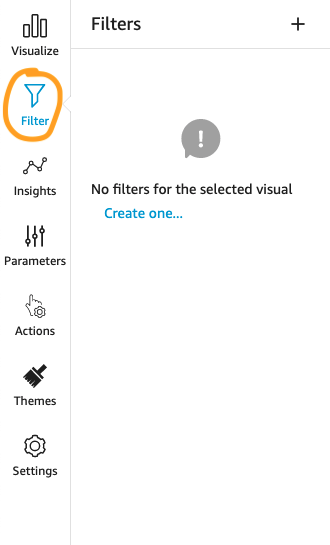 Visualize
Filter
Insights
Parameters
Actions
Themes
Settings
Filters
No filters for the selected visual
Create one...